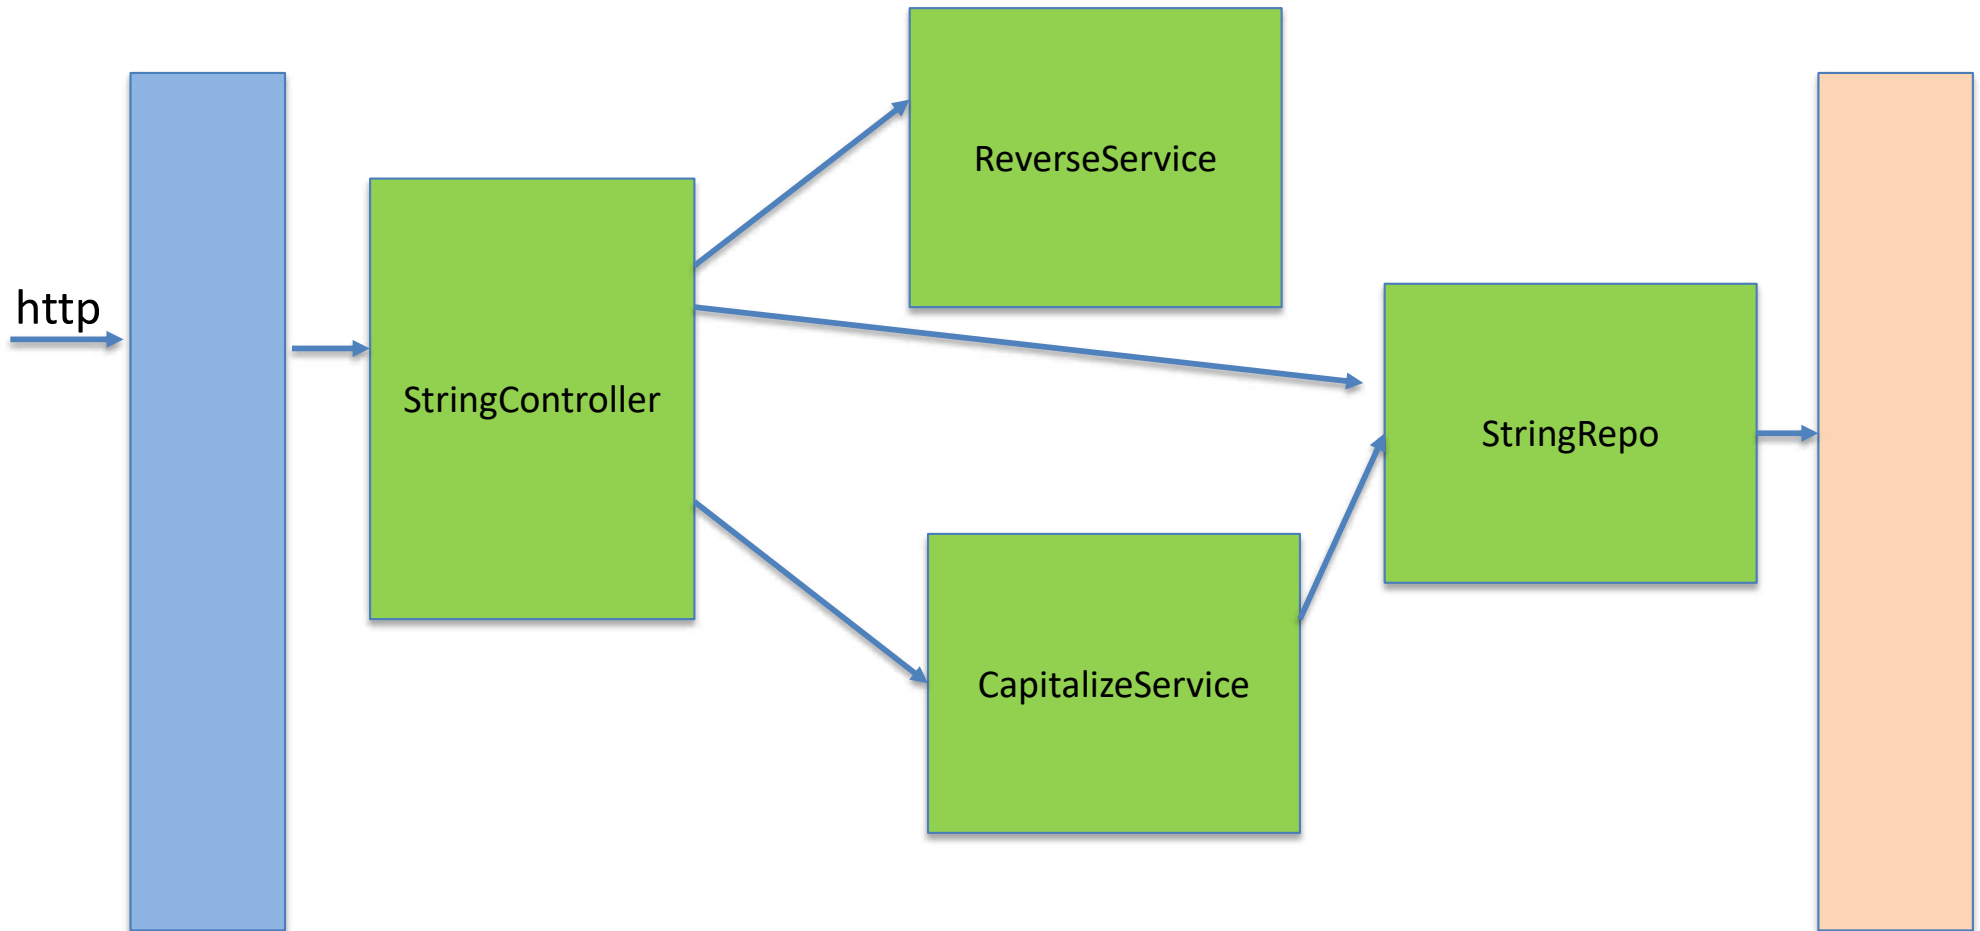 http
StringController
ReverseService
CapitalizeService
StringRepo